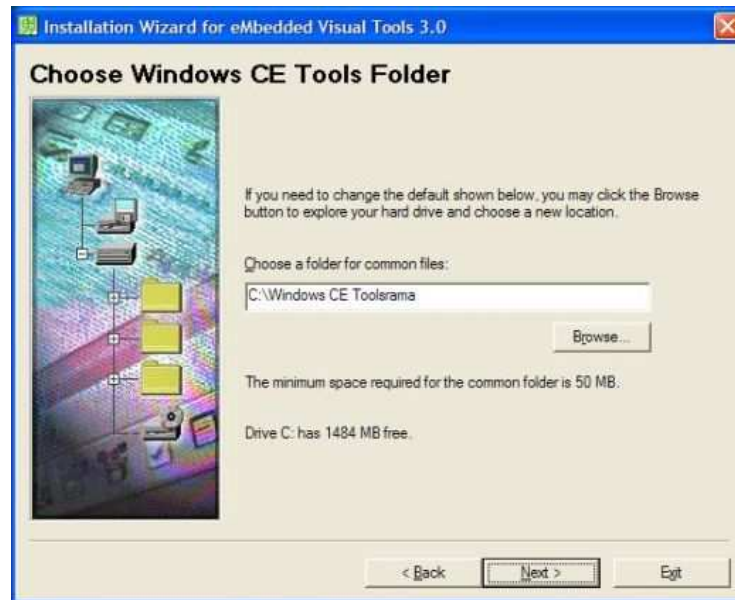 Installation Wizard for eMbedded Visual Tools 3.0
Choose Windows CE Tools Folder
If you need to change the default shown below, you may click the Browse
button to explore your hard drive and choose a new location.
Choose a folder for common files:
C:\Windows CE Toolsrama
Browse...
The minimum space required for the common folder is 50 MB.
Drive C: has 1484 MB free.
< Back
Next >
Exit